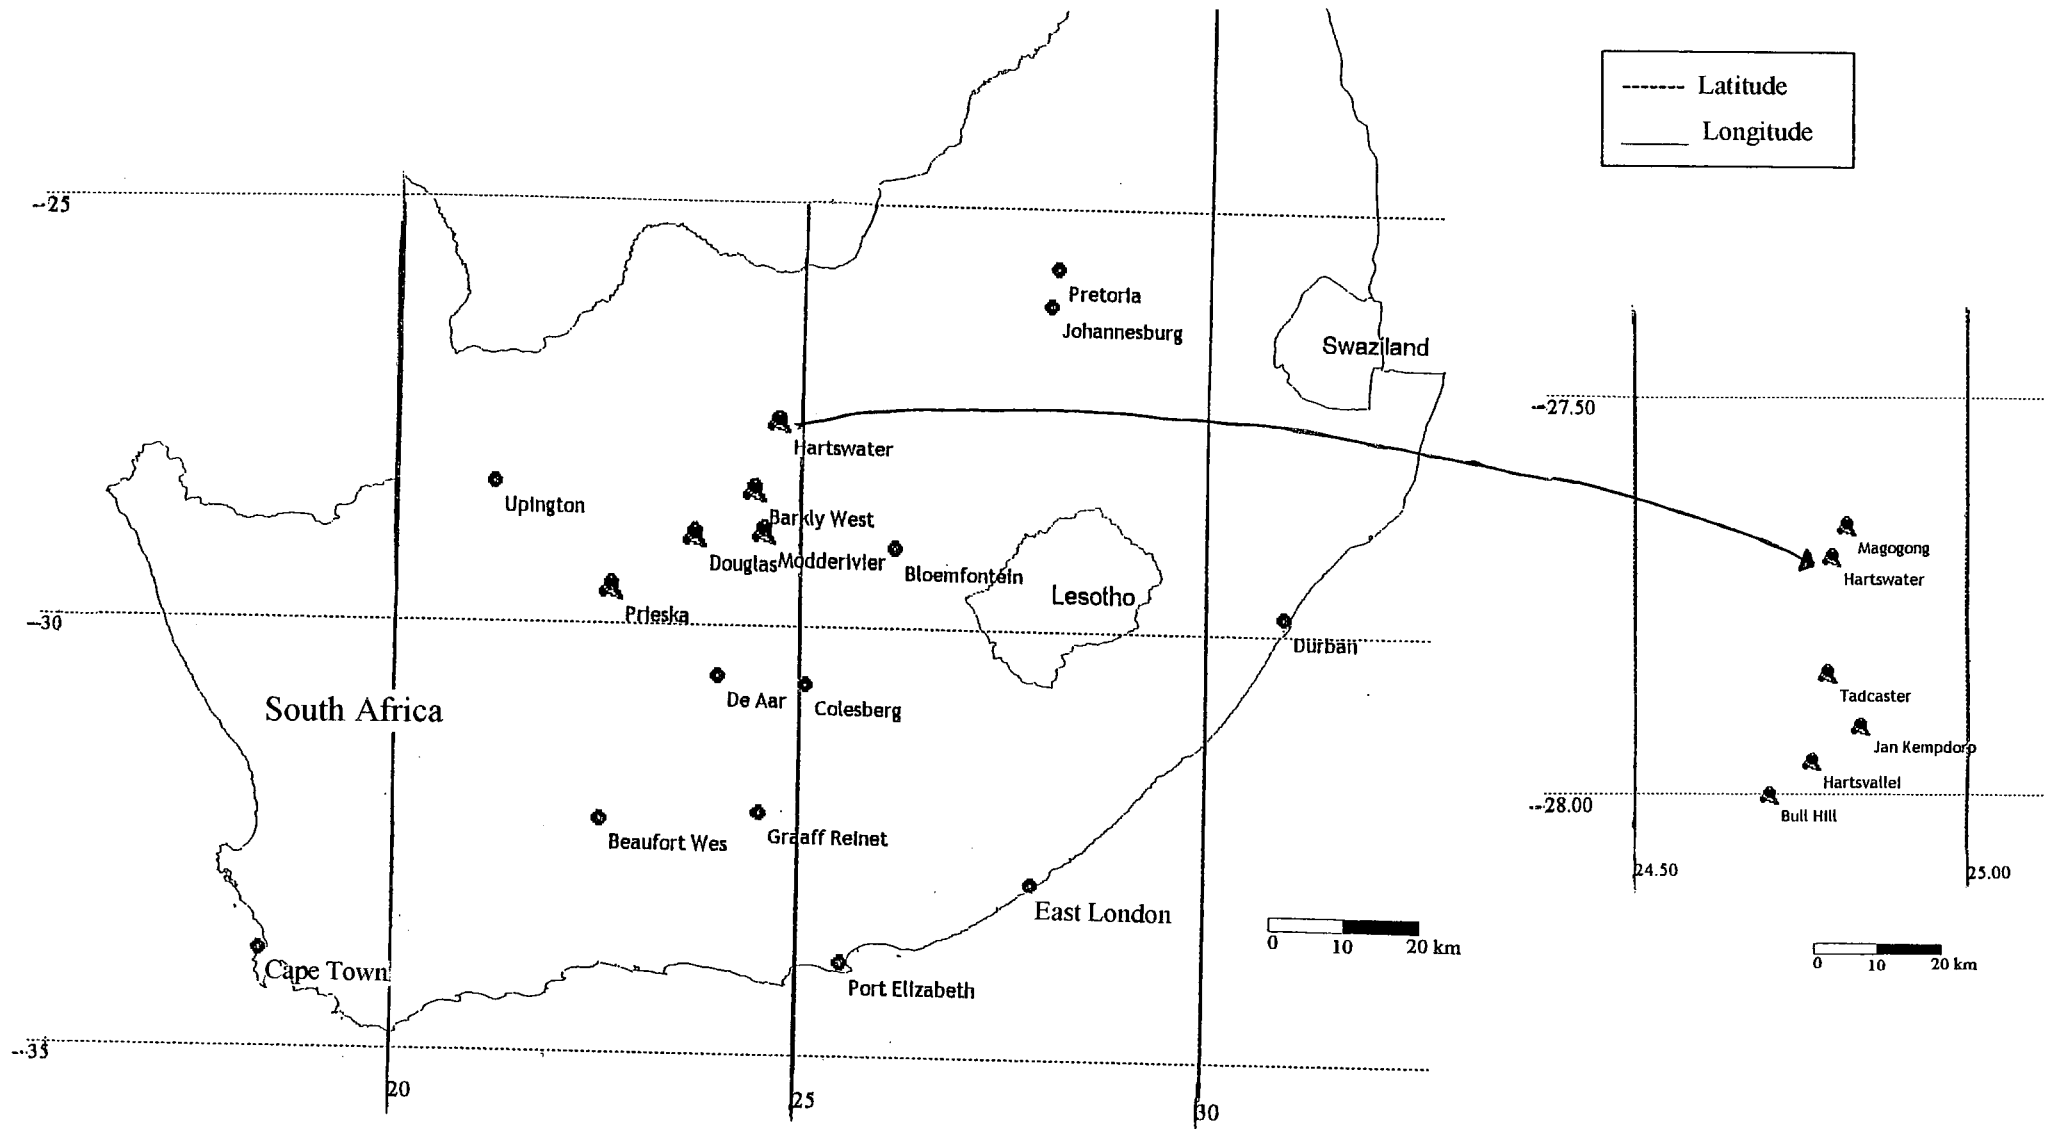 Latitude
Longitude
--25
Pretoria
Johannesburg
Swaziland
--27.50
Hartswater
Upington
Barkly West
Magogong
Hartswater
Douglas
Modderivier
Bloemfontein
Lesotho
Prieska
--30
Durban
South Africa
De Aar
Colesberg
Tadcaster
Jan Kempdorp
Hartsvallei
--28.00
Bull Hill
Beaufort Wes
Graaff Reinet
24.50
25.00
East London
0 10 20 km
0 10 20 km
Cape Town
Port Elizabeth
--35
20
25
30